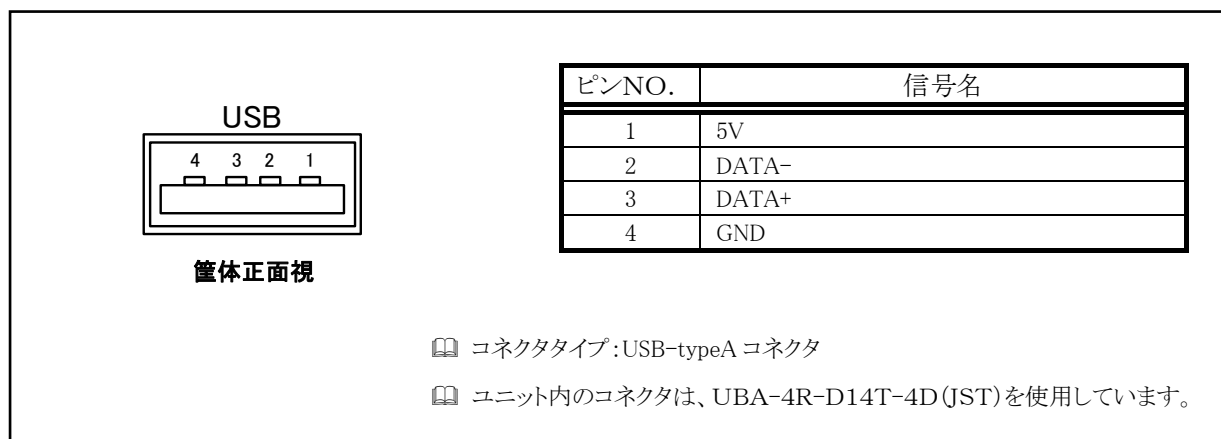 USB
4 3 2 1
筐体正面視
ピンNO. 信号名
1 5V
2 DATA-
3 DATA+
4 GND
コネクタタイプ:USB-typeA コネクタ
ユニット内のコネクタは、UBA-4R-D14T-4D(JST)を使用しています。